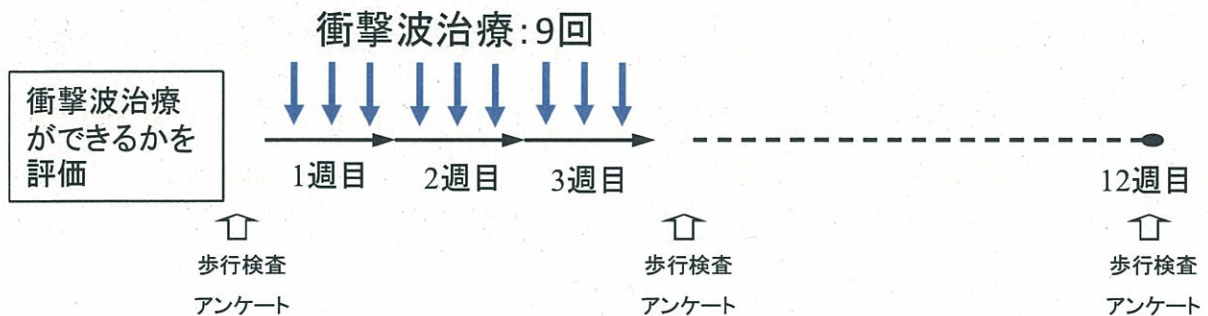 衝撃波治療:9回
衝撃波治療
ができるかを
評価
1週目
2週目
3週目
12週目
歩行検査
アンケート
歩行検査
アンケート
歩行検査
アンケート